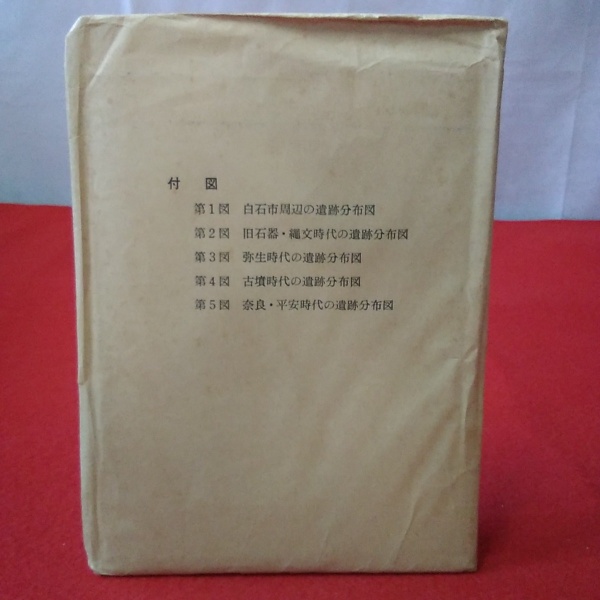 付　図
第1図　白石市周辺の遺跡分布図
第2図　旧石器・縄文時代の遺跡分布図
第3図　弥生時代の遺跡分布図
第4図　古墳時代の遺跡分布図
第5図　奈良・平安時代の遺跡分布図